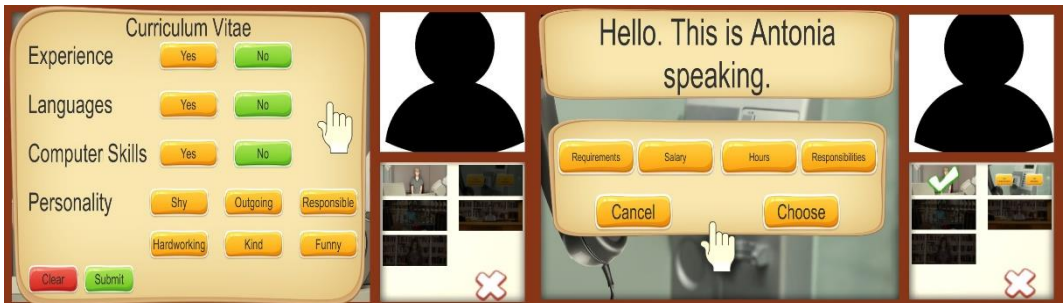 Curriculum Vitae
Experience Yes No
Languages Yes No
Computer Skills Yes No
Personality Shy Outgoing Responsible
Hardworking Kind Funny
Clear Submit
Hello. This is Antonia
speaking.
Requirements Salary Hours Responsibilities
Cancel Choose